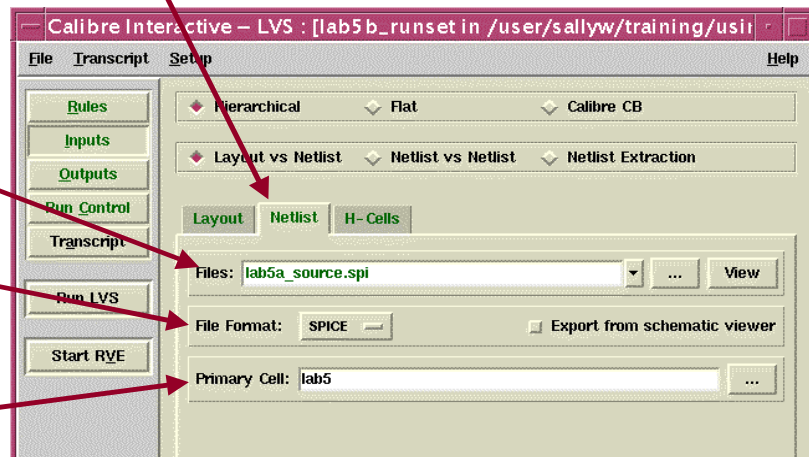 Calibre Interactive – LVS : [lab5b_runset in /user/sallyw/training/usin
File Transcript Setup Help
Rules
Inputs
Outputs
Run Control
Transcript
Run LVS
Start RVE
Hierarchical Flat Calibre CB
Layout vs Netlist Netlist vs Netlist Netlist Extraction
Layout Netlist H-Cells
Files: lab5a_source.spi ... View
File Format: SPICE Export from schematic viewer
Primary Cell: lab5 ...